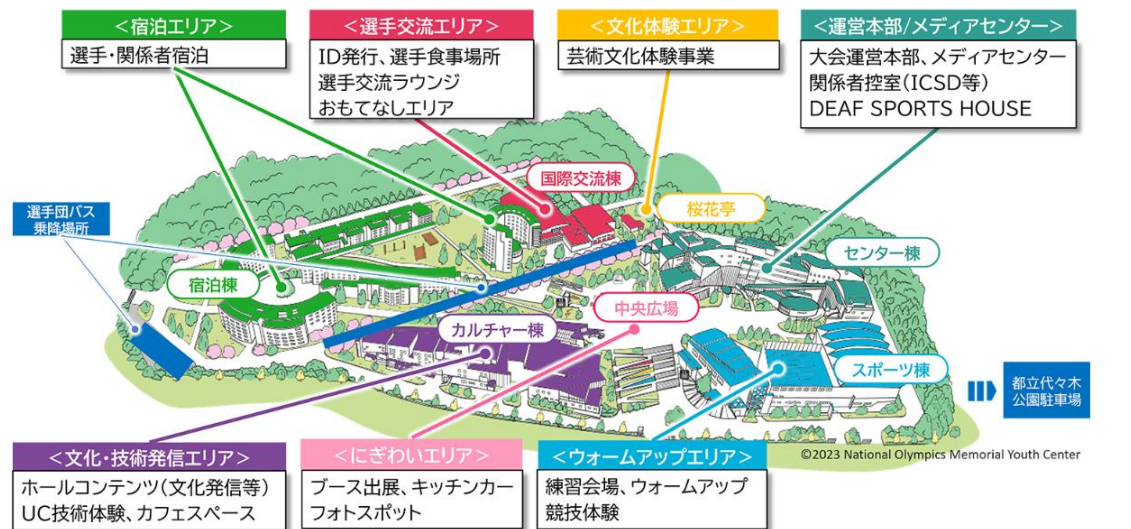 <宿泊エリア>
選手・関係者宿泊
<選手交流エリア>
ID発行、選手食事場所
選手交流ラウンジ
おもてなしエリア
<文化体験エリア>
芸術文化体験事業
<運営本部/メディアセンター>
大会運営本部、メディアセンター
関係者控室(ICSD等)
DEAF SPORTS HOUSE
国際交流棟
桜花亭
選手団バス
乗降場所
センター棟
宿泊棟
中央広場
カルチャー棟
スポーツ棟
都立代々木
公園駐車場
©2023 National Olympics Memorial Youth Center
<文化・技術発信エリア>
ホールコンテンツ(文化発信等)
UC技術体験、カフェスペース
<にぎわいエリア>
ブース出展、キッチンカー
フォトスポット
<ウォームアップエリア>
練習会場、ウォームアップ
競技体験